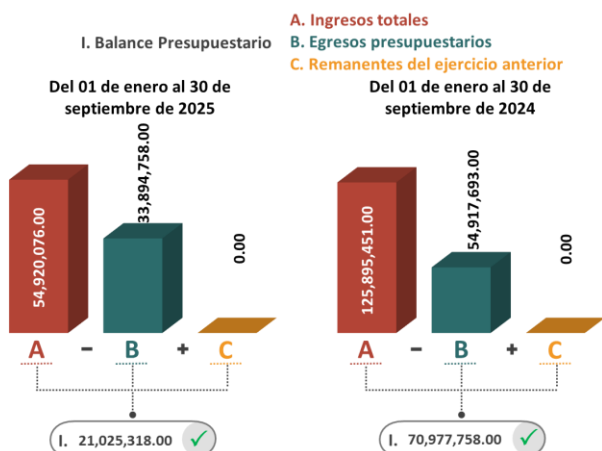 I. Balance Presupuestario
A. Ingresos totales
B. Egresos presupuestarios
C. Remanentes del ejercicio anterior
Del 01 de enero al 30 de
septiembre de 2025
54,920,076.00
33,894,758.00
0.00
A − B + C
I. 21,025,318.00
Del 01 de enero al 30 de
septiembre de 2024
125,895,451.00
54,917,693.00
0.00
A − B + C
I. 70,977,758.00